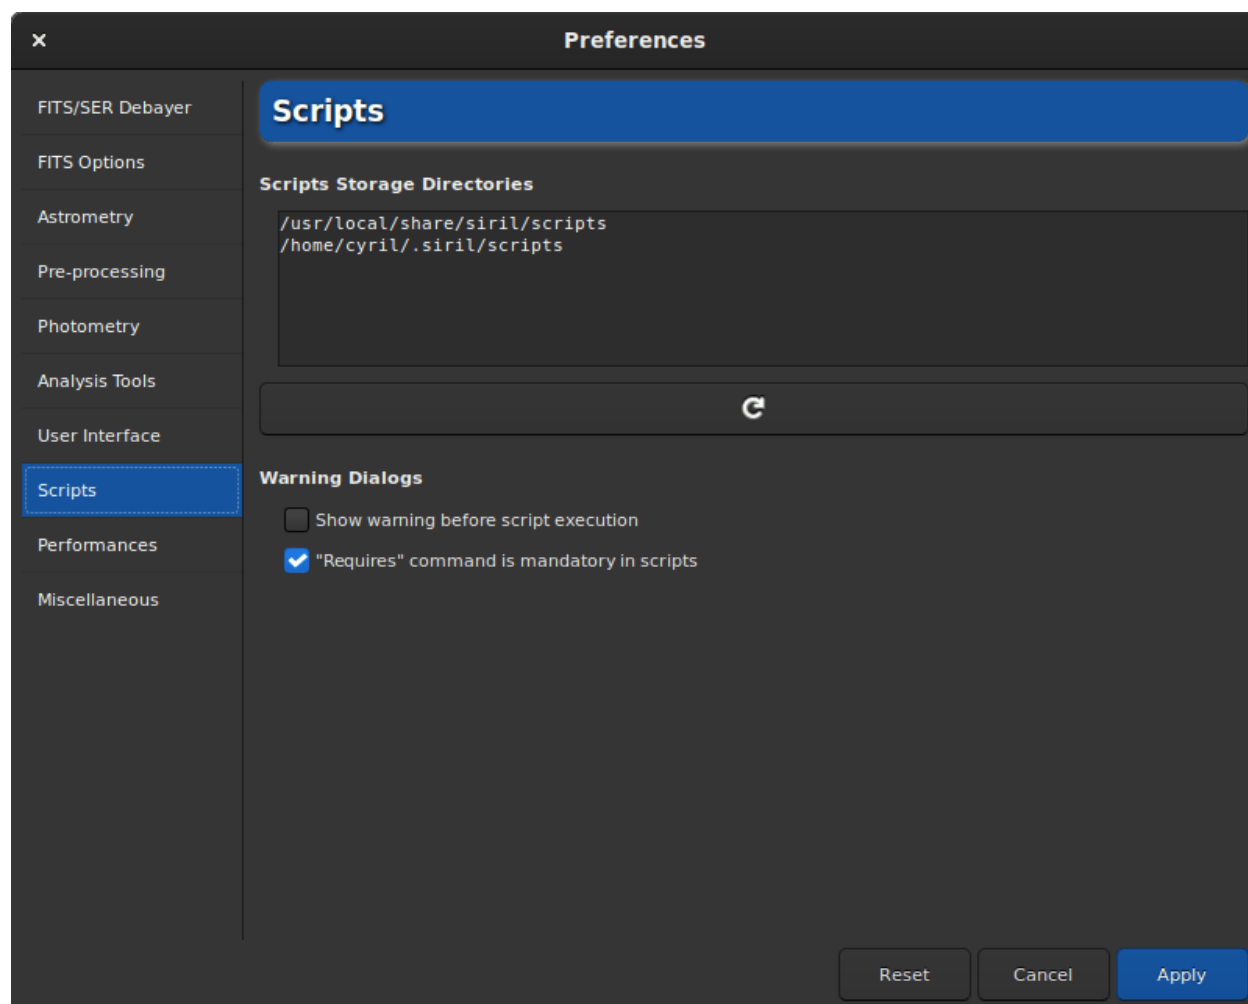 Preferences
FITS/SER Debayer
FITS Options
Astrometry
Pre-processing
Photometry
Analysis Tools
User Interface
Scripts
Performances
Miscellaneous
Scripts
Scripts Storage Directories
/usr/local/share/siril/scripts
/home/cyril/.siril/scripts
Warning Dialogs
Show warning before script execution
"Requires" command is mandatory in scripts
Reset
Cancel
Apply